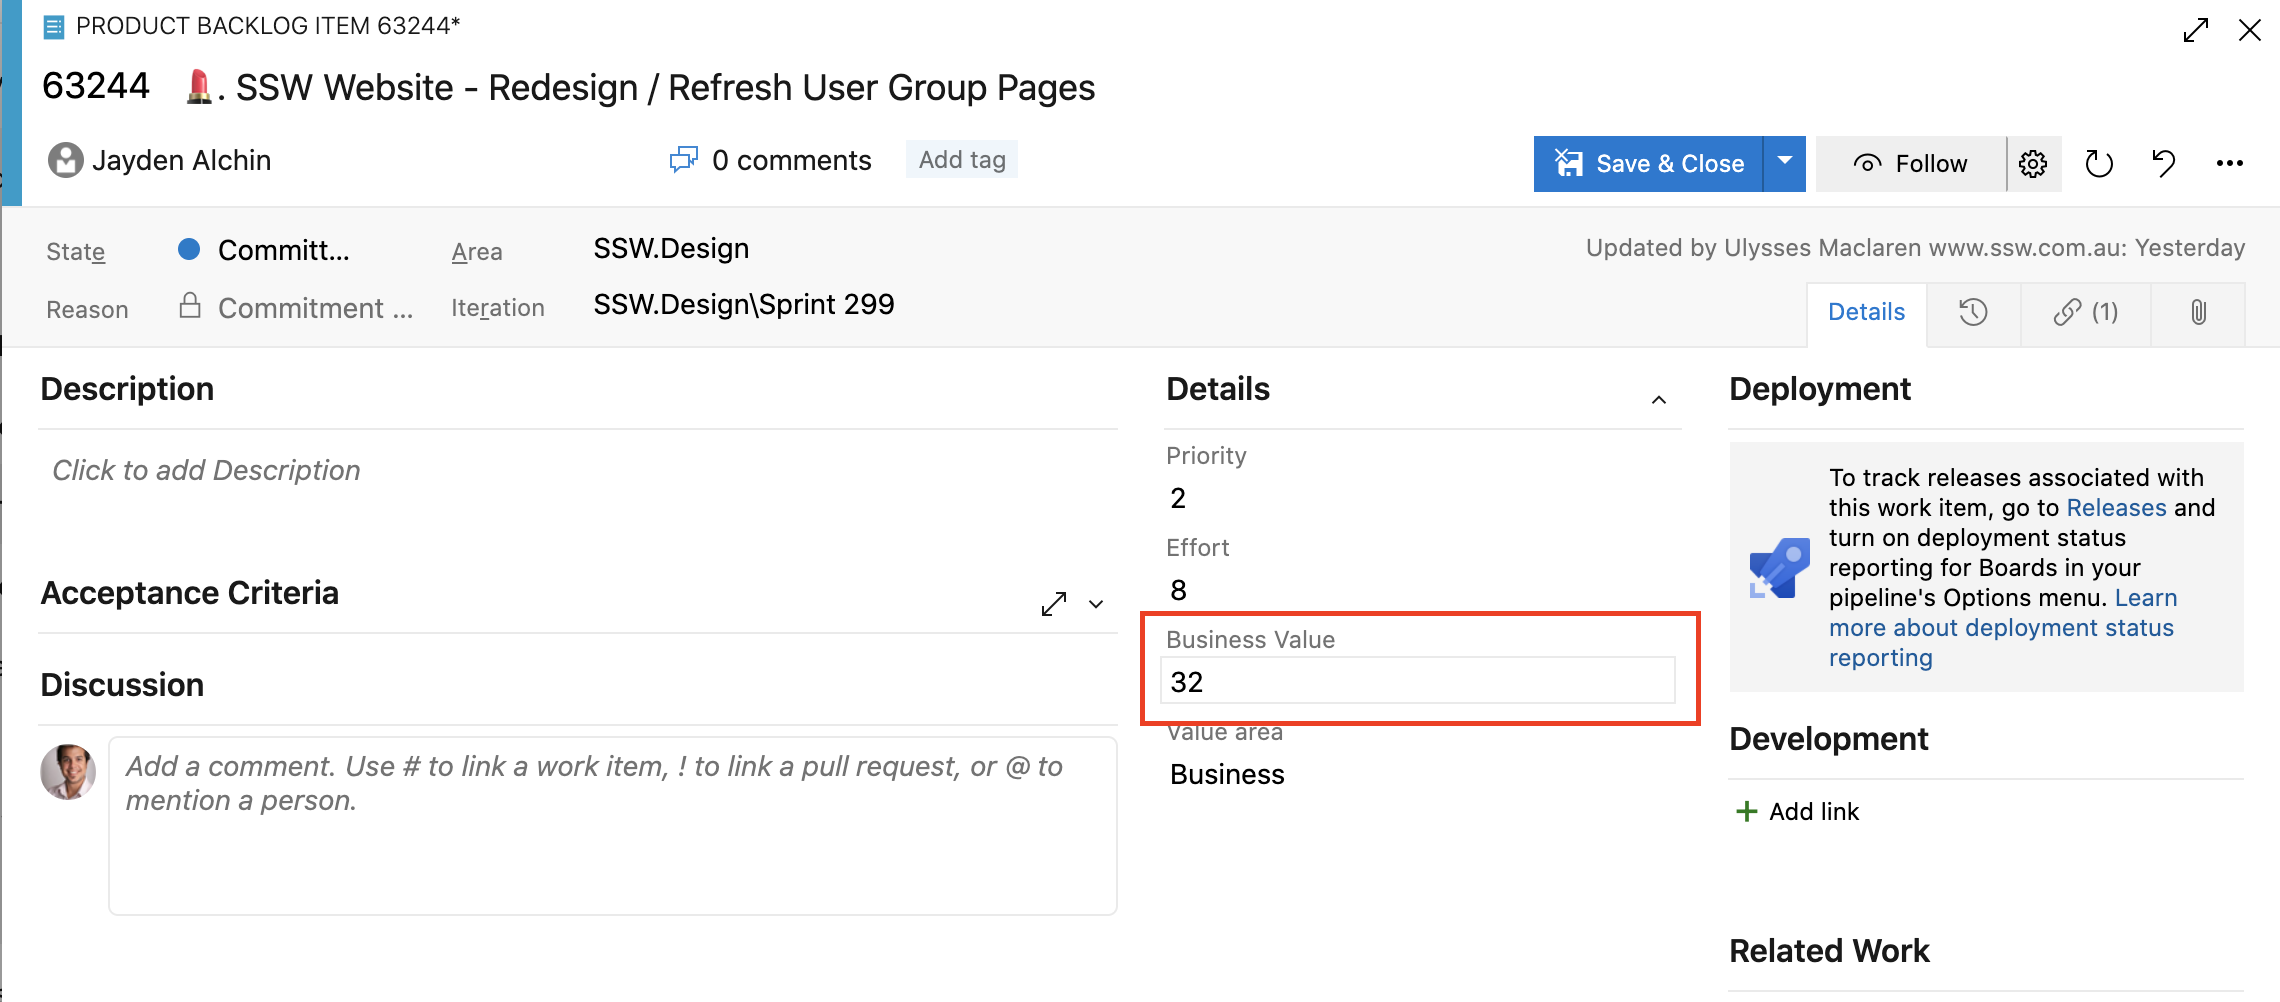 PRODUCT BACKLOG ITEM 63244*
63244 💄. SSW Website - Redesign / Refresh User Group Pages
Jayden Alchin
0 comments
Add tag
Save & Close
Follow
State
Committ...
Area
SSW.Design
Updated by Ulysses Maclaren www.ssw.com.au: Yesterday
Reason
Commitment ...
Iteration
SSW.Design\Sprint 299
Details
(1)
Description
Click to add Description
Acceptance Criteria
Discussion
Add a comment. Use # to link a work item, ! to link a pull request, or @ to
mention a person.
Details
Priority
2
Effort
8
Business Value
32
Value area
Business
Deployment
To track releases associated with
this work item, go to Releases and
turn on deployment status
reporting for Boards in your
pipeline's Options menu. Learn
more about deployment status
reporting
Development
+ Add link
Related Work